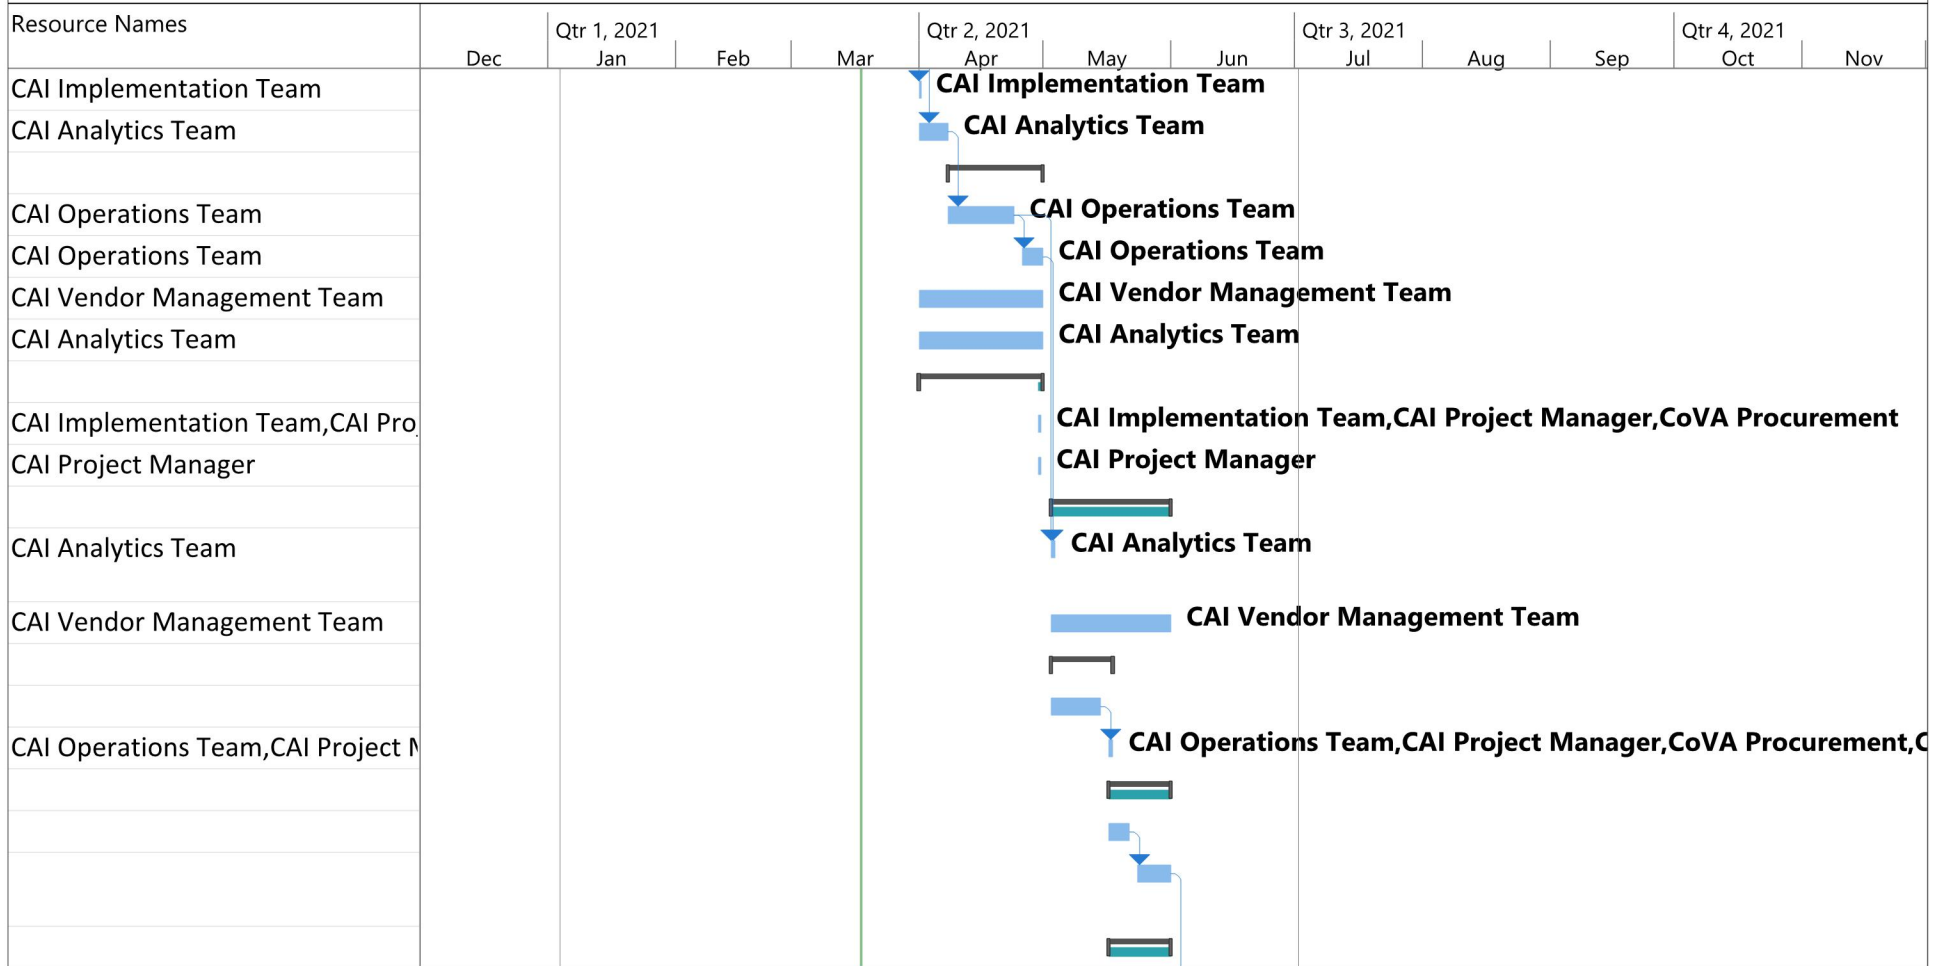 Resource Names
Qtr 1, 2021 Qtr 2, 2021 Qtr 3, 2021 Qtr 4, 2021
Dec Jan Feb Mar Apr May Jun Jul Aug Sep Oct Nov
CAI Implementation Team CAI Implementation Team
CAI Analytics Team CAI Analytics Team
CAI Operations Team CAI Operations Team
CAI Operations Team CAI Operations Team
CAI Vendor Management Team CAI Vendor Management Team
CAI Analytics Team CAI Analytics Team
CAI Implementation Team,CAI Pro CAI Implementation Team,CAI Project Manager,CoVA Procurement
CAI Project Manager CAI Project Manager
CAI Analytics Team CAI Analytics Team
CAI Vendor Management Team CAI Vendor Management Team
CAI Operations Team,CAI Project CAI Operations Team,CAI Project Manager,CoVA Procurement,